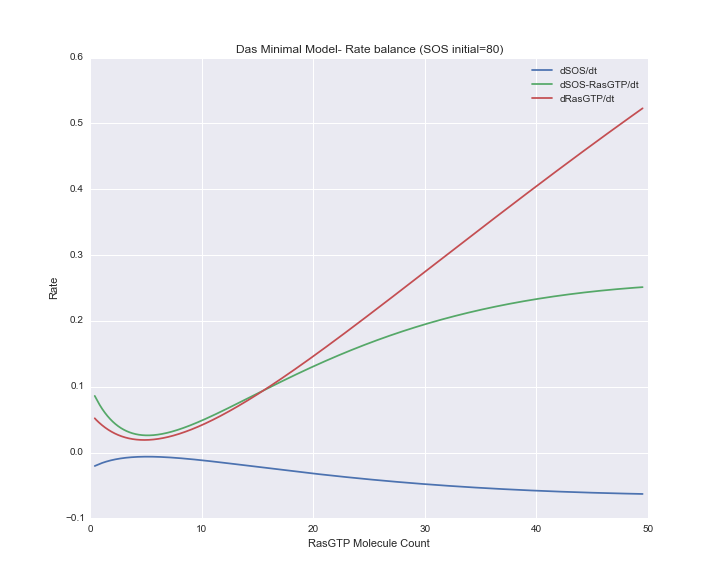 Das Minimal Model- Rate balance (SOS initial=80)
dSOS/dt
dSOS-RasGTP/dt
dRasGTP/dt
0.6
0.5
0.4
0.3
0.2
0.1
0.0
−0.1
Rate
0 10 20 30 40 50
RasGTP Molecule Count